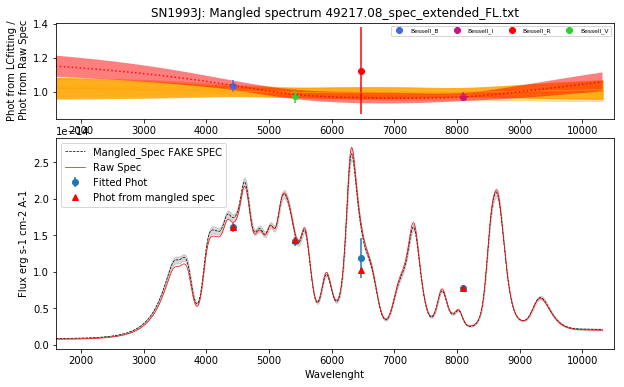 SN1993J: Mangled spectrum 49217.08_spec_extended_FL.txt
Phot from LCfitting /
Phot from Raw Spec
1.4
1.2
1.0
Bessell_B
Bessell_I
Bessell_R
Bessell_V
2000 3000 4000 5000 6000 7000 8000 9000 10000
1e−14
Flux erg s-1 cm-2 A-1
2.5
2.0
1.5
1.0
0.5
0.0
Mangled_Spec FAKE SPEC
Raw Spec
Fitted Phot
Phot from mangled spec
2000 3000 4000 5000 6000 7000 8000 9000 10000
Wavelenght